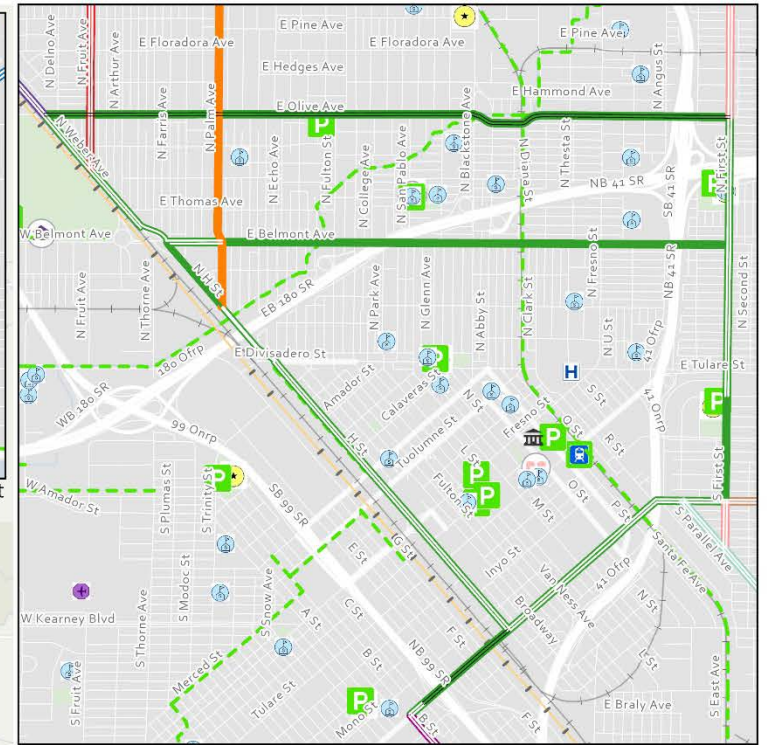 E Pine Ave
E Pine Ave
N Delno Ave
N Fruit Ave
N Arthur Ave
E Floradora Ave
E Floradora Ave
N Angus St
E Hedges Ave
E Hammond Ave
N Palm Ave
E Olive Ave
N Blackstone Ave
N Weber Ave
N Farris Ave
N Echo Ave
N Fulton St
N College Ave
N San Pablo Ave
N Diana St
N Thesta St
N First St
P
P
P
NB 41 SR
SB 41 SR
E Thomas Ave
W Belmont Ave
E Belmont Ave
N H St
N Fruit Ave
N Thorne Ave
EB 180 SR
N Park Ave
N Glenn Ave
N Abby St
N Clark St
N Fresno St
N U St
NB 41 SR
N Second St
41 Ofrp
180 Ofrp
E Divisadero St
P
H
E Tulare St
WB 180 SR
Amador St
Calaveras St
N St
S St
41 Onrp
P
99 Onrp
H St
Tuolumne St
Fresno St
O St
R St
P
L St
P
P
P
Fulton St
W Amador St
S Plumas St
S Trinity St
SB 99 SR
M St
O St
P St
S First St
S Parallel Ave
G St
E St
Inyo St
Santa Fe Ave
S Modoc St
S Snow Ave
Van Ness Ave
41 Ofrp
W Kearney Blvd
S Thorne Ave
A St
C St
Broadway
N St
F St
B St
NB 99 SR
L St
S Fruit Ave
Merced St
Tulare St
P
Mono St
B St
F St
E Braly Ave
S East Ave
t